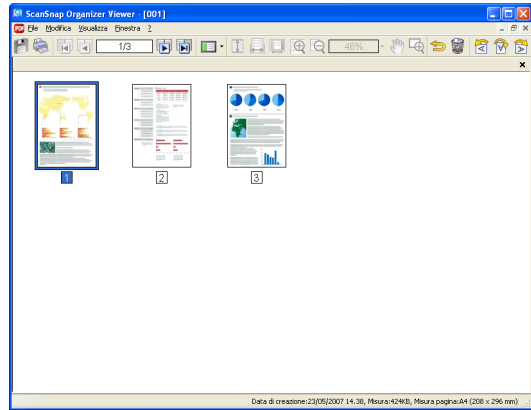 ScanSnap Organizer Viewer - [001]
PDF File Modifica Visualizza Finestra ?
1/3 46%
1 2 3
Data di creazione:23/05/2007 14.38, Misura:424KB, Misura pagina:A4 (208 x 296 mm)